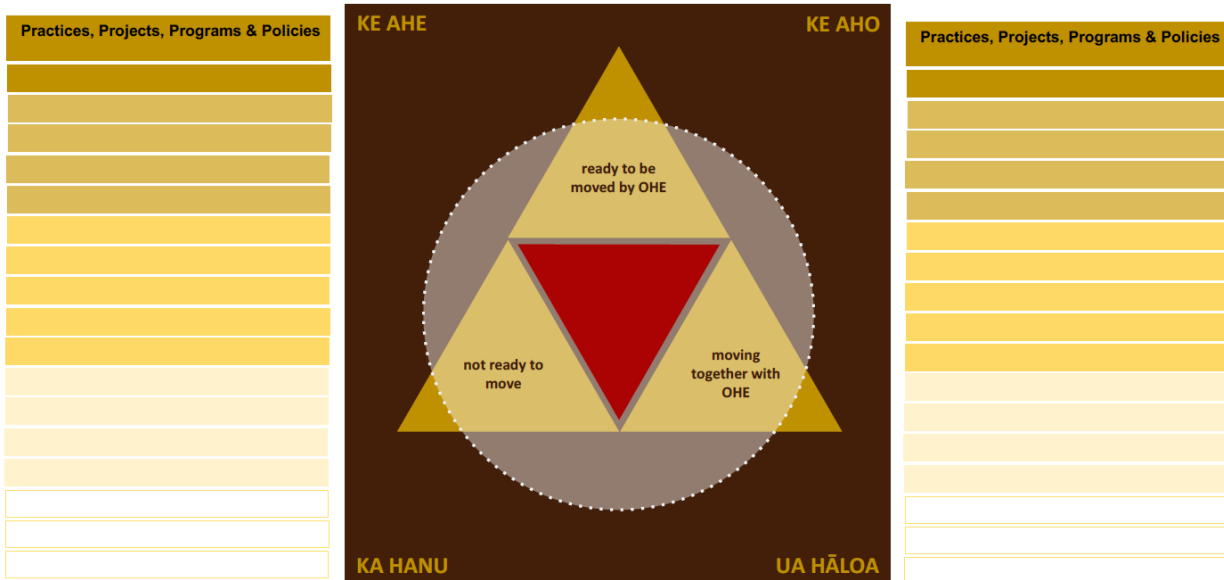 Practices, Projects, Programs & Policies
KE AHE
KE AHO
ready to be
moved by OHE
not ready to
move
moving
together with
OHE
KA HANU
UA HĀLOA
Practices, Projects, Programs & Policies